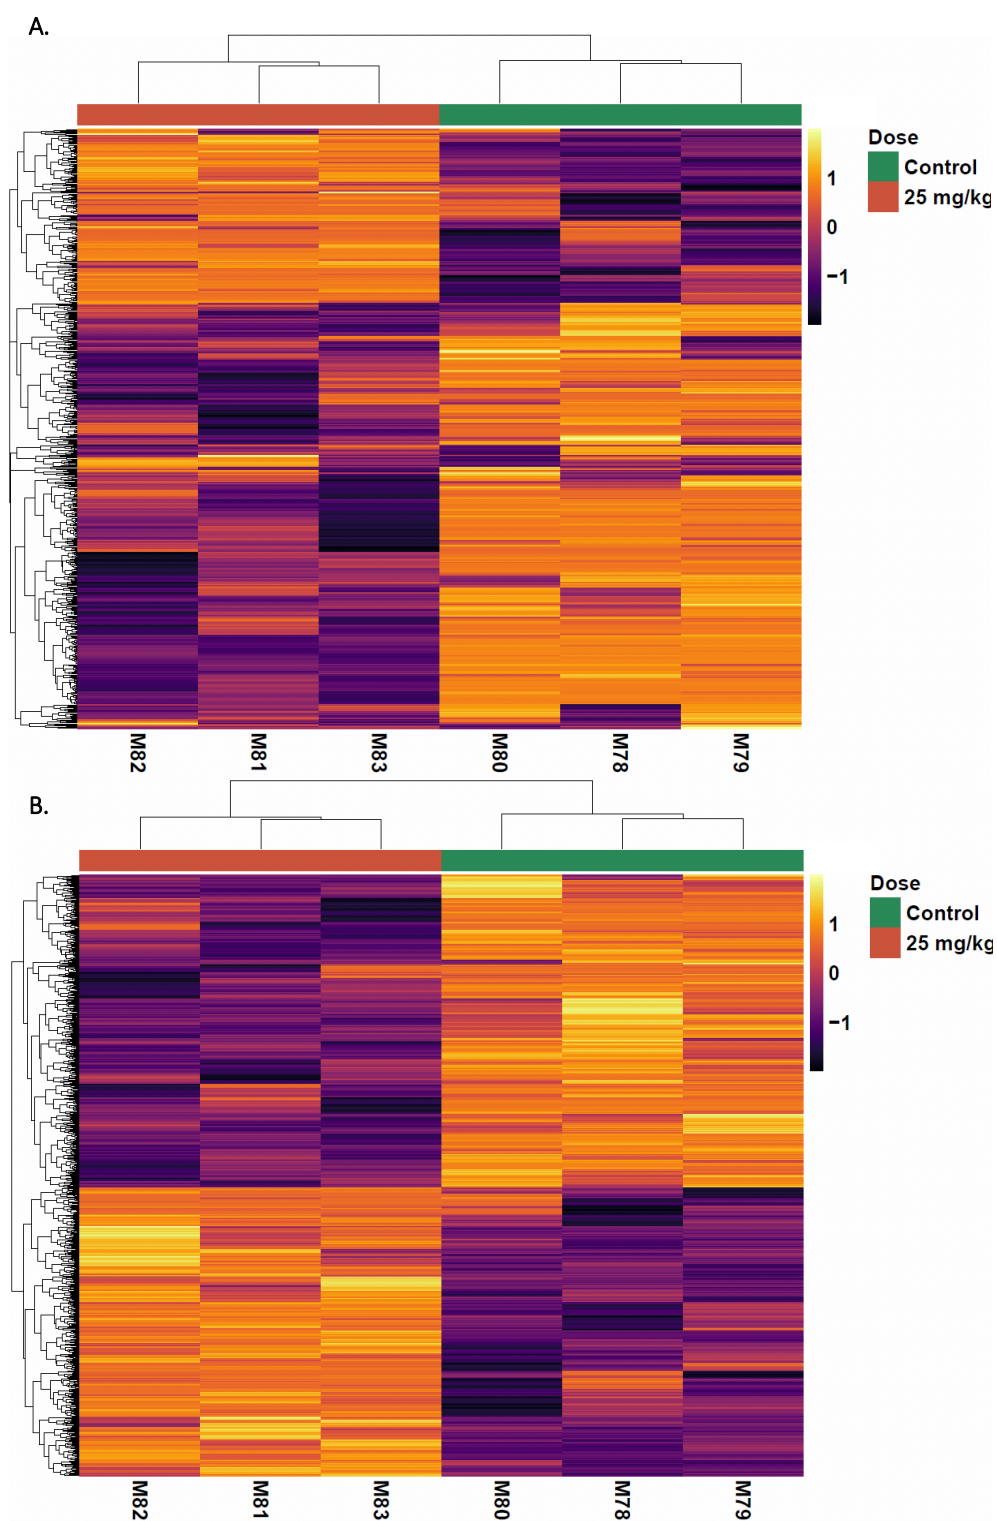 A.
Dose
Control
25 mg/kg
1
0
−1
M82
M81
M83
M80
M78
M79
B.
Dose
Control
25 mg/kg
1
0
−1
M82
M81
M83
M80
M78
M79